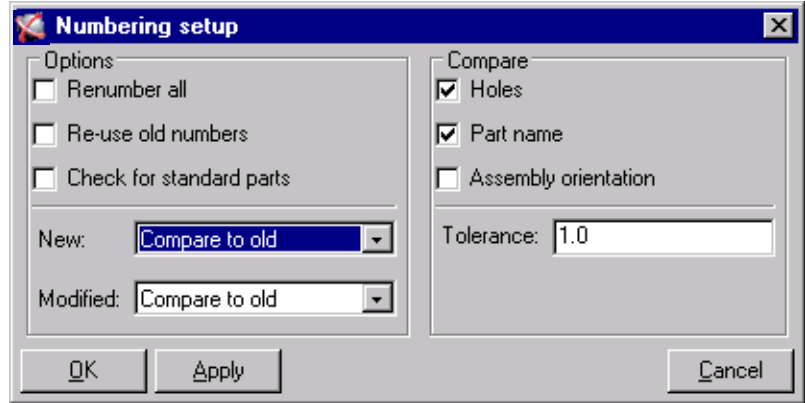 Numbering setup
Options
Renumber all
Re-use old numbers
Check for standard parts
New: Compare to old
Modified: Compare to old
Compare
Holes
Part name
Assembly orientation
Tolerance: 1.0
OK Apply Cancel